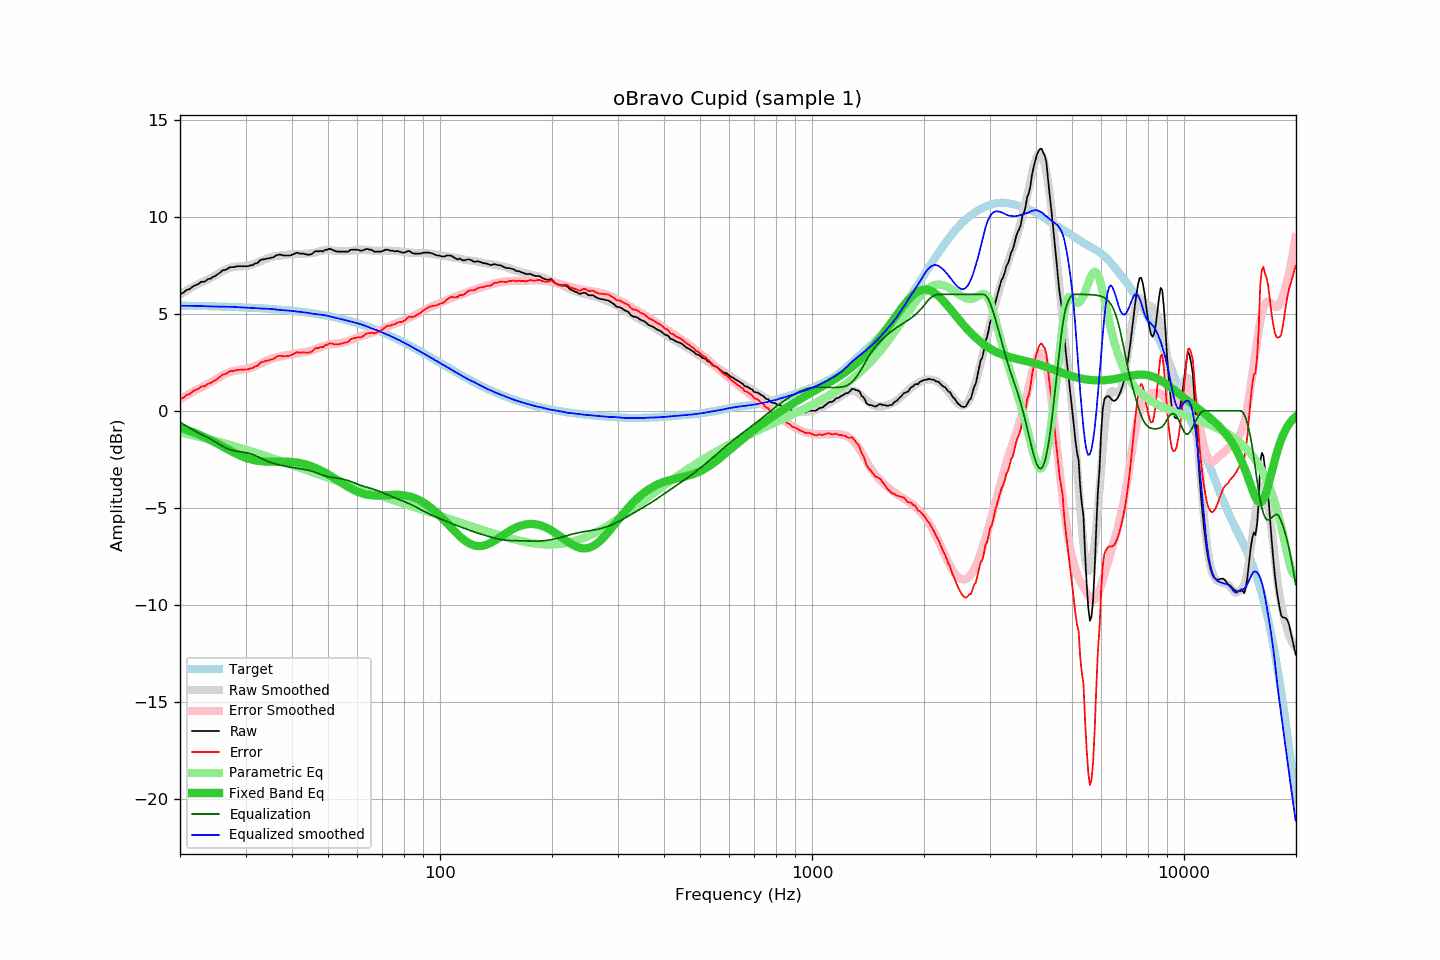 oBravo Cupid (sample 1)
15
10
5
0
−5
−10
−15
−20
Amplitude (dBr)
Target
Raw Smoothed
Error Smoothed
Raw
Error
Parametric Eq
Fixed Band Eq
Equalization
Equalized smoothed
100 1000 10000
Frequency (Hz)